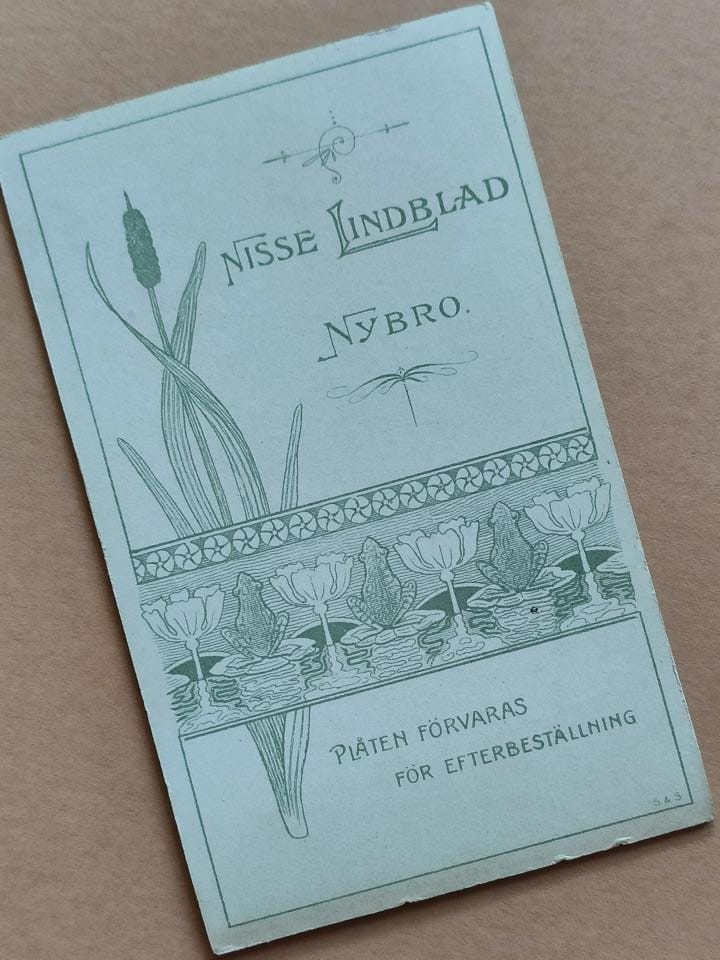 NISSE LINDBLAD
NYBRO.
PLÅTEN FÖRVARAS
FÖR EFTERBESTÄLLNING
S & S